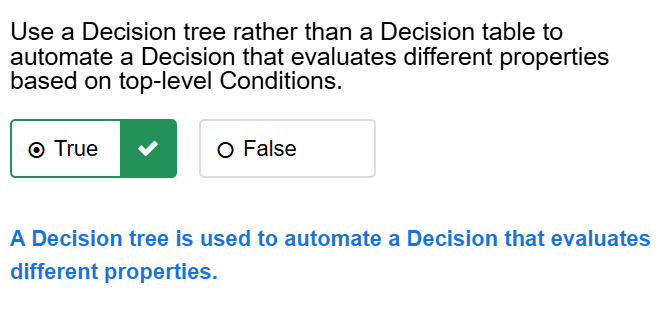 Use a Decision tree rather than a Decision table to
automate a Decision that evaluates different properties
based on top-level Conditions.
True
False
A Decision tree is used to automate a Decision that evaluates
different properties.